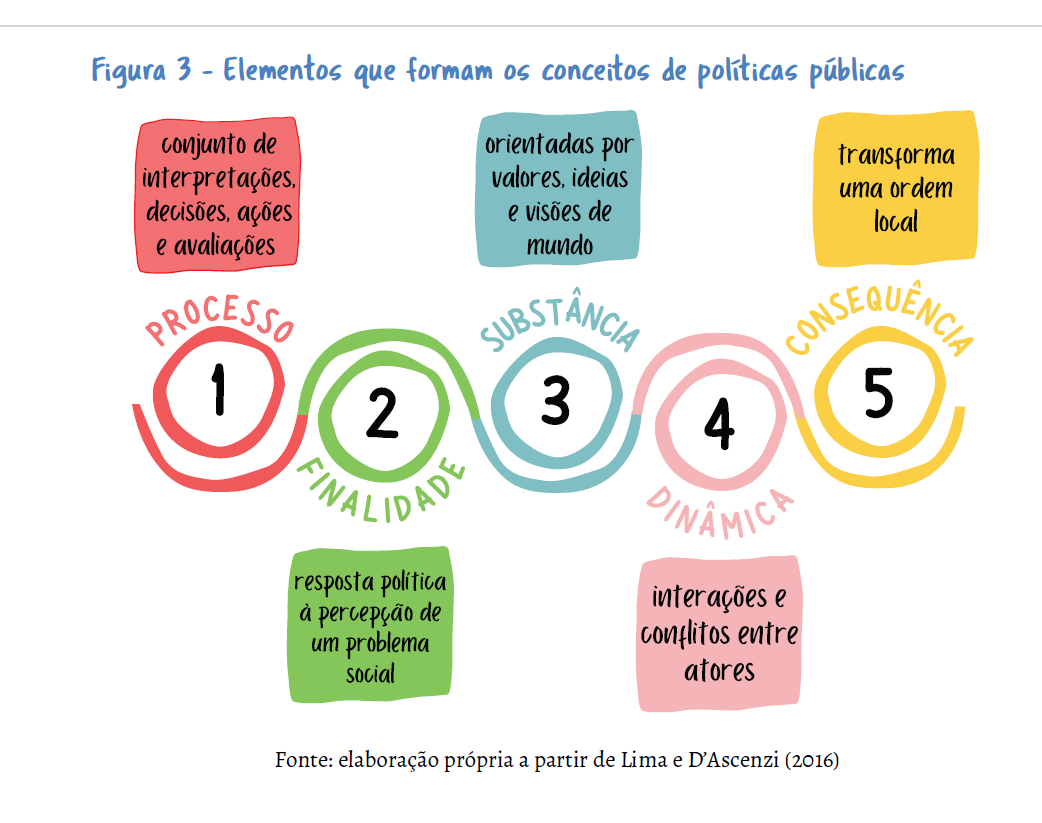 Figura 3 - Elementos que formam os conceitos de políticas públicas
conjunto de
interpretações,
decisões, ações
e avaliações
orientadas por
valores, ideias
e visões de
mundo
transforma
uma ordem
local
PROCESSO
SUBSTÂNCIA
CONSEQUÊNCIA
1
2
3
4
5
FINALIDADE
DINÂMICA
resposta política
à percepção de
um problema
social
interações e
conflitos entre
atores
Fonte: elaboração própria a partir de Lima e D’Ascenzi (2016)